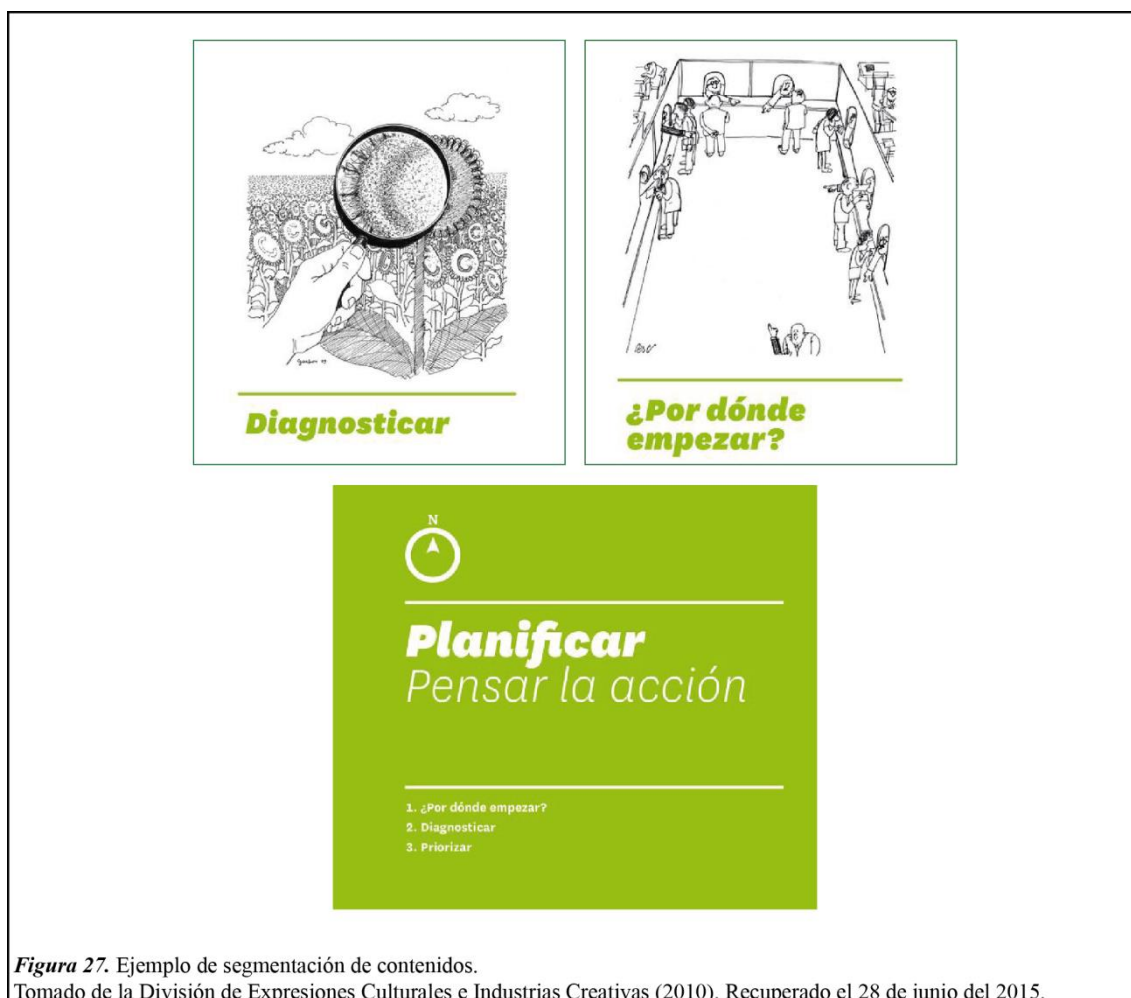 Diagnosticar
¿Por dónde
empezar?
N
Planificar
Pensar la acción
1. ¿Por dónde empezar?
2. Diagnosticar
3. Priorizar
Figura 27. Ejemplo de segmentación de contenidos.
Tomado de la División de Expresiones Culturales e Industrias Creativas (2010). Recuperado el 28 de junio del 2015.